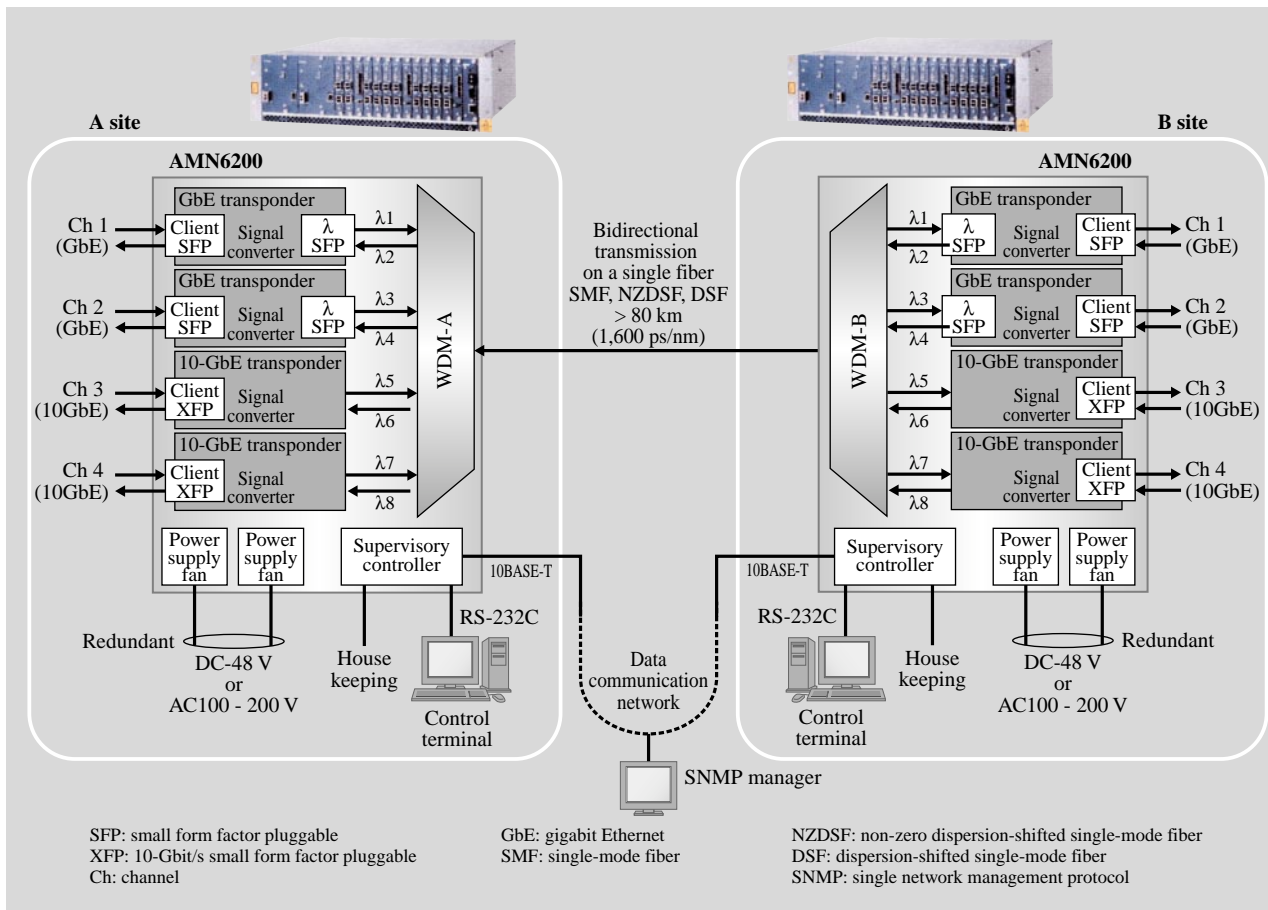 A site
B site
AMN6200
GbE transponder
Ch 1
(GbE)
Client
SFP
Signal
converter
λ
SFP
λ1
λ2
GbE transponder
Ch 2
(GbE)
Client
SFP
Signal
converter
λ
SFP
λ3
λ4
10-GbE transponder
Ch 3
(10GbE)
Client
XFP
Signal
converter
λ5
λ6
10-GbE transponder
Ch 4
(10GbE)
Client
XFP
Signal
converter
λ7
λ8
WDM-A
Power
supply
fan
Power
supply
fan
Supervisory
controller
10BASE-T
Redundant
DC-48 V
or
AC100 - 200 V
House
keeping
RS-232C
Control
terminal
Bidirectional
transmission
on a single fiber
SMF, NZDSF, DSF
> 80 km
(1,600 ps/nm)
Data
communication
network
SNMP manager
AMN6200
WDM-B
GbE transponder
λ1
λ2
λ
SFP
Signal
converter
Client
SFP
Ch 1
(GbE)
GbE transponder
λ3
λ4
λ
SFP
Signal
converter
Client
SFP
Ch 2
(GbE)
10-GbE transponder
λ5
λ6
Signal
converter
Client
XFP
Ch 3
(10GbE)
10-GbE transponder
λ7
λ8
Signal
converter
Client
XFP
Ch 4
(10GbE)
10BASE-T
Supervisory
controller
Power
supply
fan
Power
supply
fan
RS-232C
Control
terminal
House
keeping
Redundant
DC-48 V
or
AC100 - 200 V
SFP: small form factor pluggable
XFP: 10-Gbit/s small form factor pluggable
Ch: channel
GbE: gigabit Ethernet
SMF: single-mode fiber
NZDSF: non-zero dispersion-shifted single-mode fiber
DSF: dispersion-shifted single-mode fiber
SNMP: single network management protocol